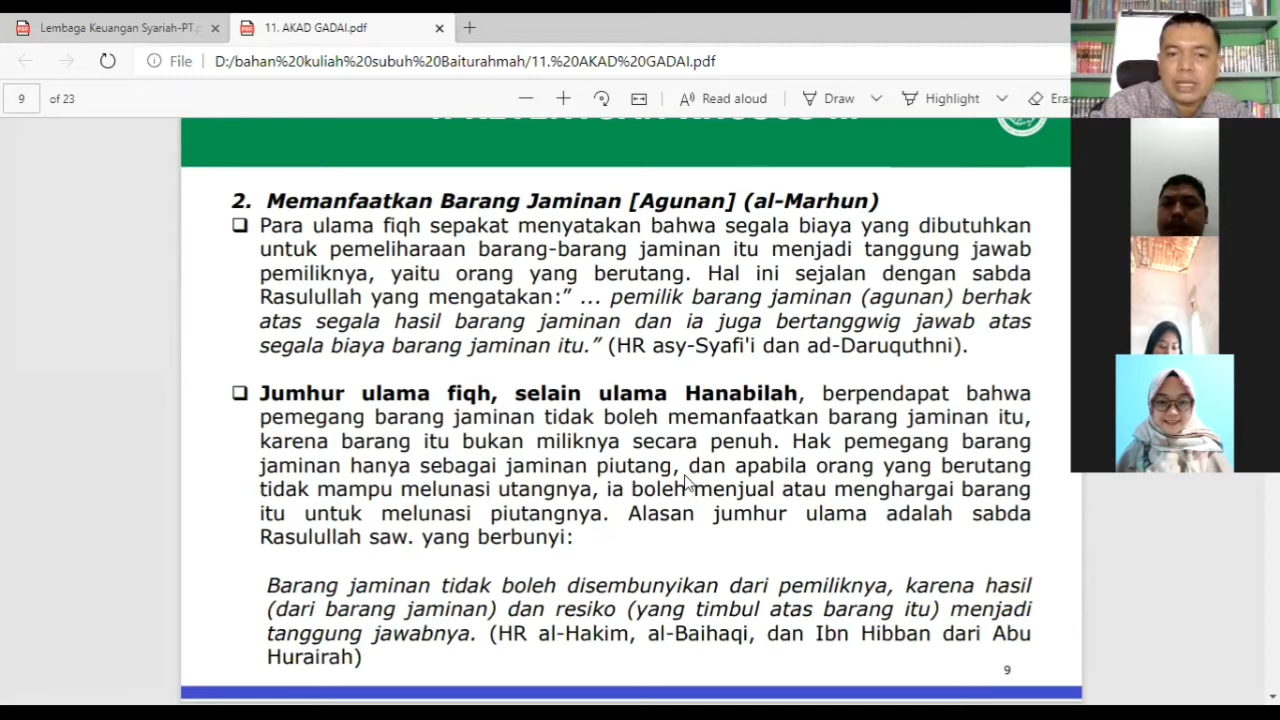 Lembaga Keuangan Syariah-PT.p
11. AKAD GADAI.pdf
File
D:/bahan%20kuliah%20subuh%20Baiturahmah/11.%20AKAD%20GADAI.pdf
9
of 23
Read aloud
Draw
Highlight
Eras
2. Memanfaatkan Barang Jaminan [Agunan] (al-Marhun)
Para ulama fiqh sepakat menyatakan bahwa segala biaya yang dibutuhkan
untuk pemeliharaan barang-barang jaminan itu menjadi tanggung jawab
pemiliknya, yaitu orang yang berutang. Hal ini sejalan dengan sabda
Rasulullah yang mengatakan:” ... pemilik barang jaminan (agunan) berhak
atas segala hasil barang jaminan dan ia juga bertanggwig jawab atas
segala biaya barang jaminan itu.” (HR asy-Syafi'i dan ad-Daruquthni).
Jumhur ulama fiqh, selain ulama Hanabilah, berpendapat bahwa
pemegang barang jaminan tidak boleh memanfaatkan barang jaminan itu,
karena barang itu bukan miliknya secara penuh. Hak pemegang barang
jaminan hanya sebagai jaminan piutang, dan apabila orang yang berutang
tidak mampu melunasi utangnya, ia boleh menjual atau menghargai barang
itu untuk melunasi piutangnya. Alasan jumhur ulama adalah sabda
Rasulullah saw. yang berbunyi:
Barang jaminan tidak boleh disembunyikan dari pemiliknya, karena hasil
(dari barang jaminan) dan resiko (yang timbul atas barang itu) menjadi
tanggung jawabnya. (HR al-Hakim, al-Baihaqi, dan Ibn Hibban dari Abu
Hurairah)
9